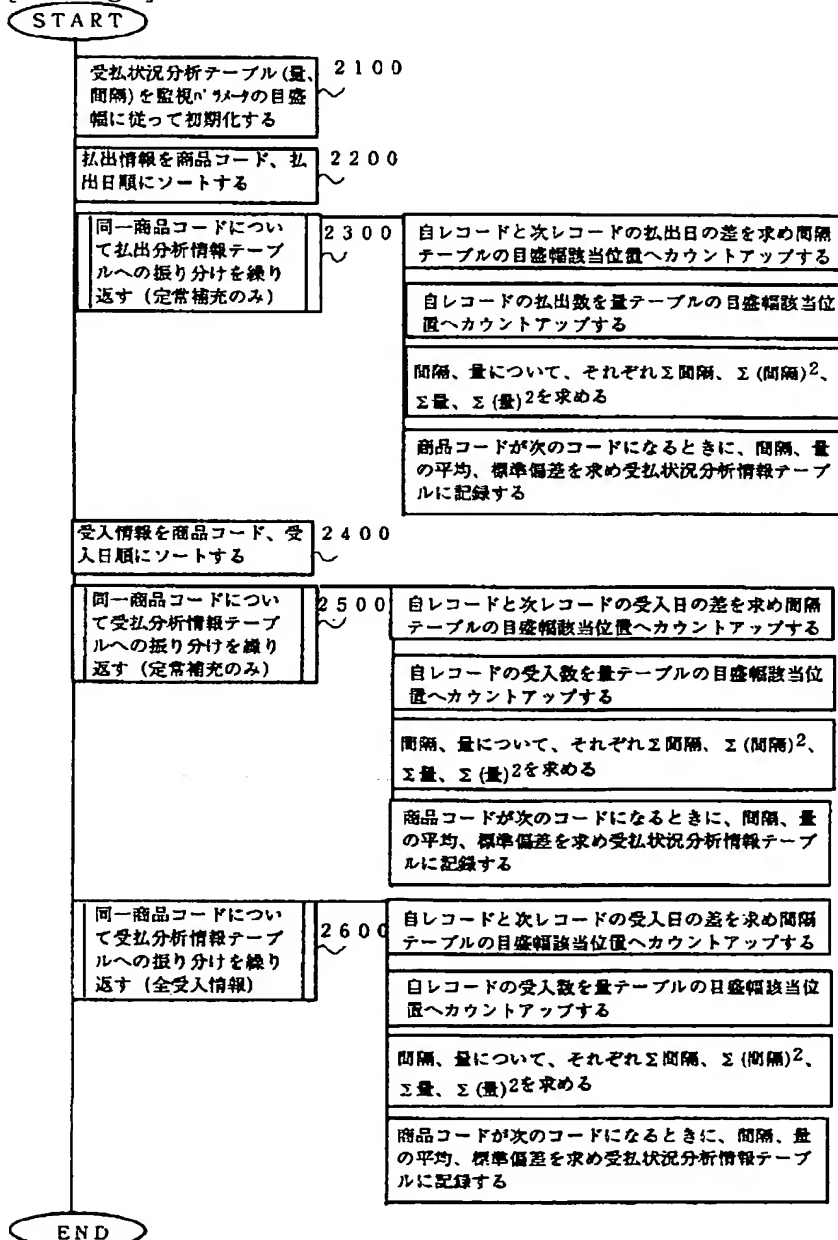 START
受払状況分析テーブル(量、 2100
間隔)を監視パラメータの目盛
幅に従って初期化する
払出情報を商品コード、払 2200
出日順にソートする
同一商品コードについ 2300
て払出分析情報テーブ
ルへの振り分けを繰り
返す(定常補充のみ)
自レコードと次レコードの払出日の差を求め間隔
テーブルの目盛幅該当位置へカウントアップする
自レコードの払出数を量テーブルの目盛幅該当位
置へカウントアップする
間隔、量について、それぞれΣ間隔、Σ(間隔)²、
Σ量、Σ(量)²を求める
商品コードが次のコードになるときに、間隔、量
の平均、標準偏差を求め受払状況分析情報テーブ
ルに記録する
受入情報を商品コード、受 2400
入日順にソートする
同一商品コードについ 2500
て受払分析情報テーブ
ルへの振り分けを繰り
返す(定常補充のみ)
自レコードと次レコードの受入日の差を求め間隔
テーブルの目盛幅該当位置へカウントアップする
自レコードの受入数を量テーブルの目盛幅該当位
置へカウントアップする
間隔、量について、それぞれΣ間隔、Σ(間隔)²、
Σ量、Σ(量)²を求める
商品コードが次のコードになるときに、間隔、量
の平均、標準偏差を求め受払状況分析情報テーブ
ルに記録する
同一商品コードについ 2600
て受払分析情報テーブ
ルへの振り分けを繰り
返す(全受入情報)
自レコードと次レコードの受入日の差を求め間隔
テーブルの目盛幅該当位置へカウントアップする
自レコードの受入数を量テーブルの目盛幅該当位
置へカウントアップする
間隔、量について、それぞれΣ間隔、Σ(間隔)²、
Σ量、Σ(量)²を求める
商品コードが次のコードになるときに、間隔、量
の平均、標準偏差を求め受払状況分析情報テーブ
ルに記録する
END